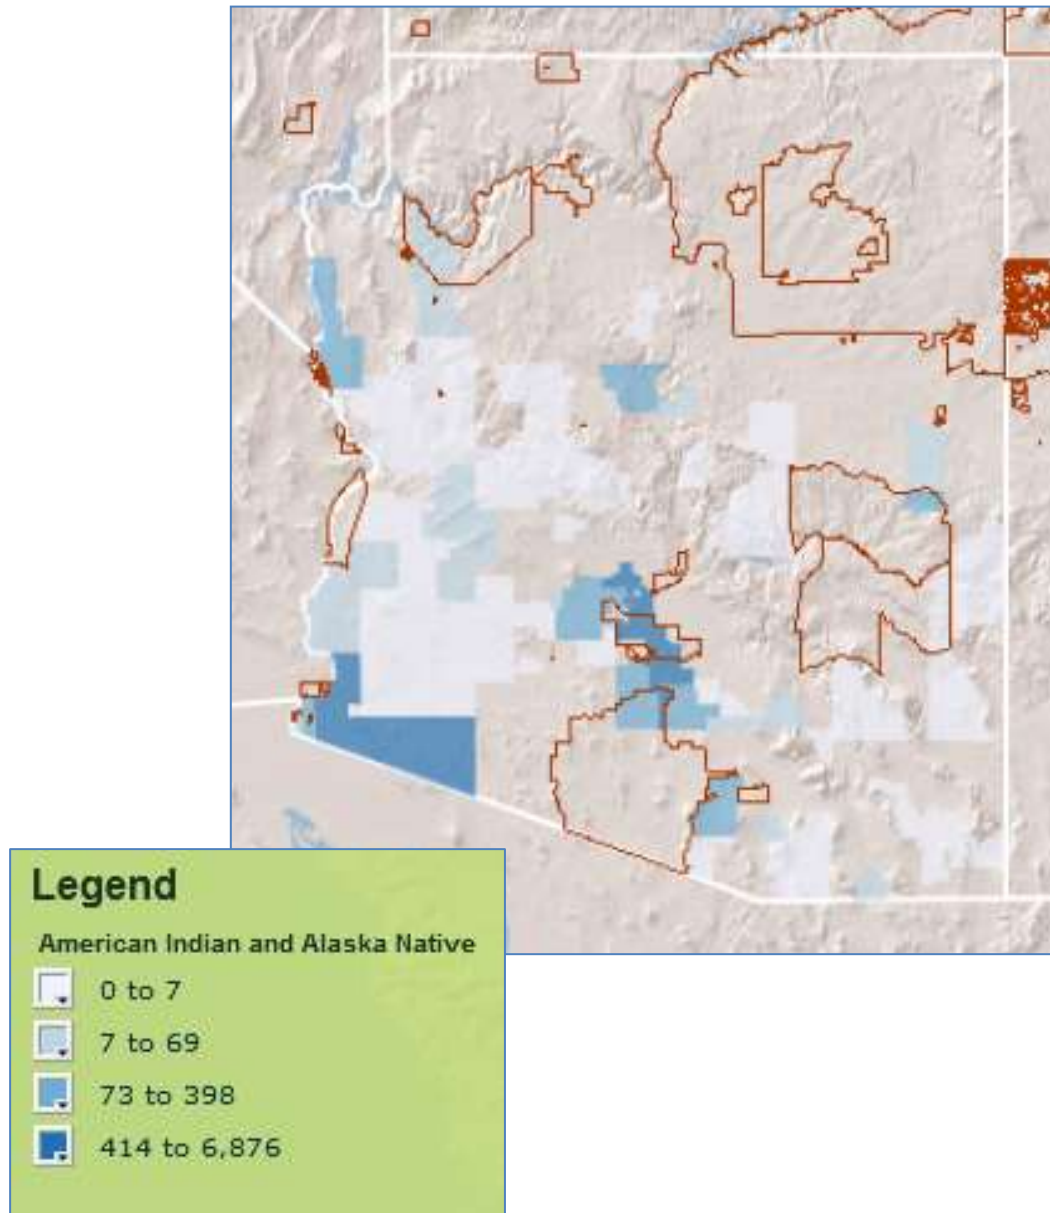 Legend
American Indian and Alaska Native
0 to 7
7 to 69
73 to 398
414 to 6,876